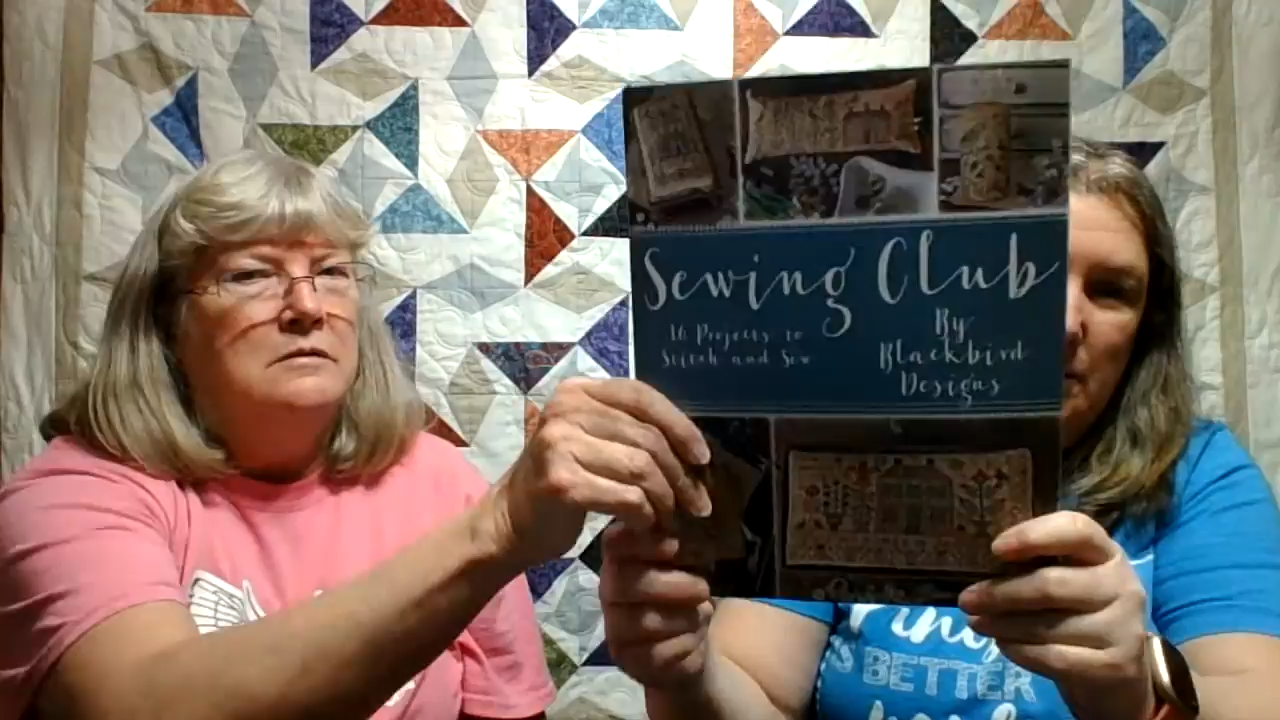 Sewing Club
16 Projects to
Stitch and Sew
By
Blackbird
Designs
BETTER